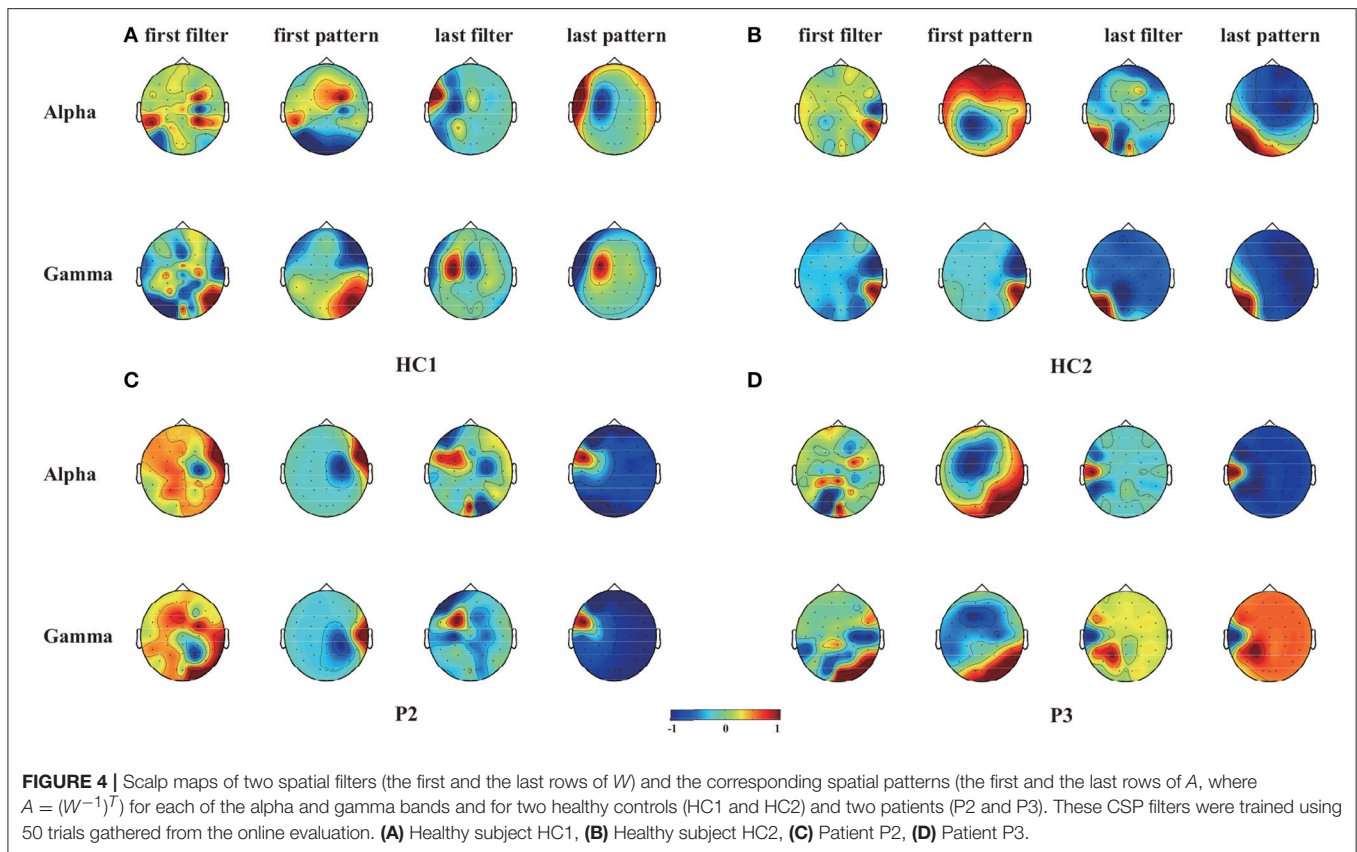 A first filter first pattern last filter last pattern
B first filter first pattern last filter last pattern
Alpha
Gamma
HC1
HC2
C
D
Alpha
Gamma
P2
-1 0 1
P3
FIGURE 4 | Scalp maps of two spatial filters (the first and the last rows of W) and the corresponding spatial patterns (the first and the last rows of A, where
A = (W⁻¹)ᵀ) for each of the alpha and gamma bands and for two healthy controls (HC1 and HC2) and two patients (P2 and P3). These CSP filters were trained using
50 trials gathered from the online evaluation. (A) Healthy subject HC1, (B) Healthy subject HC2, (C) Patient P2, (D) Patient P3.